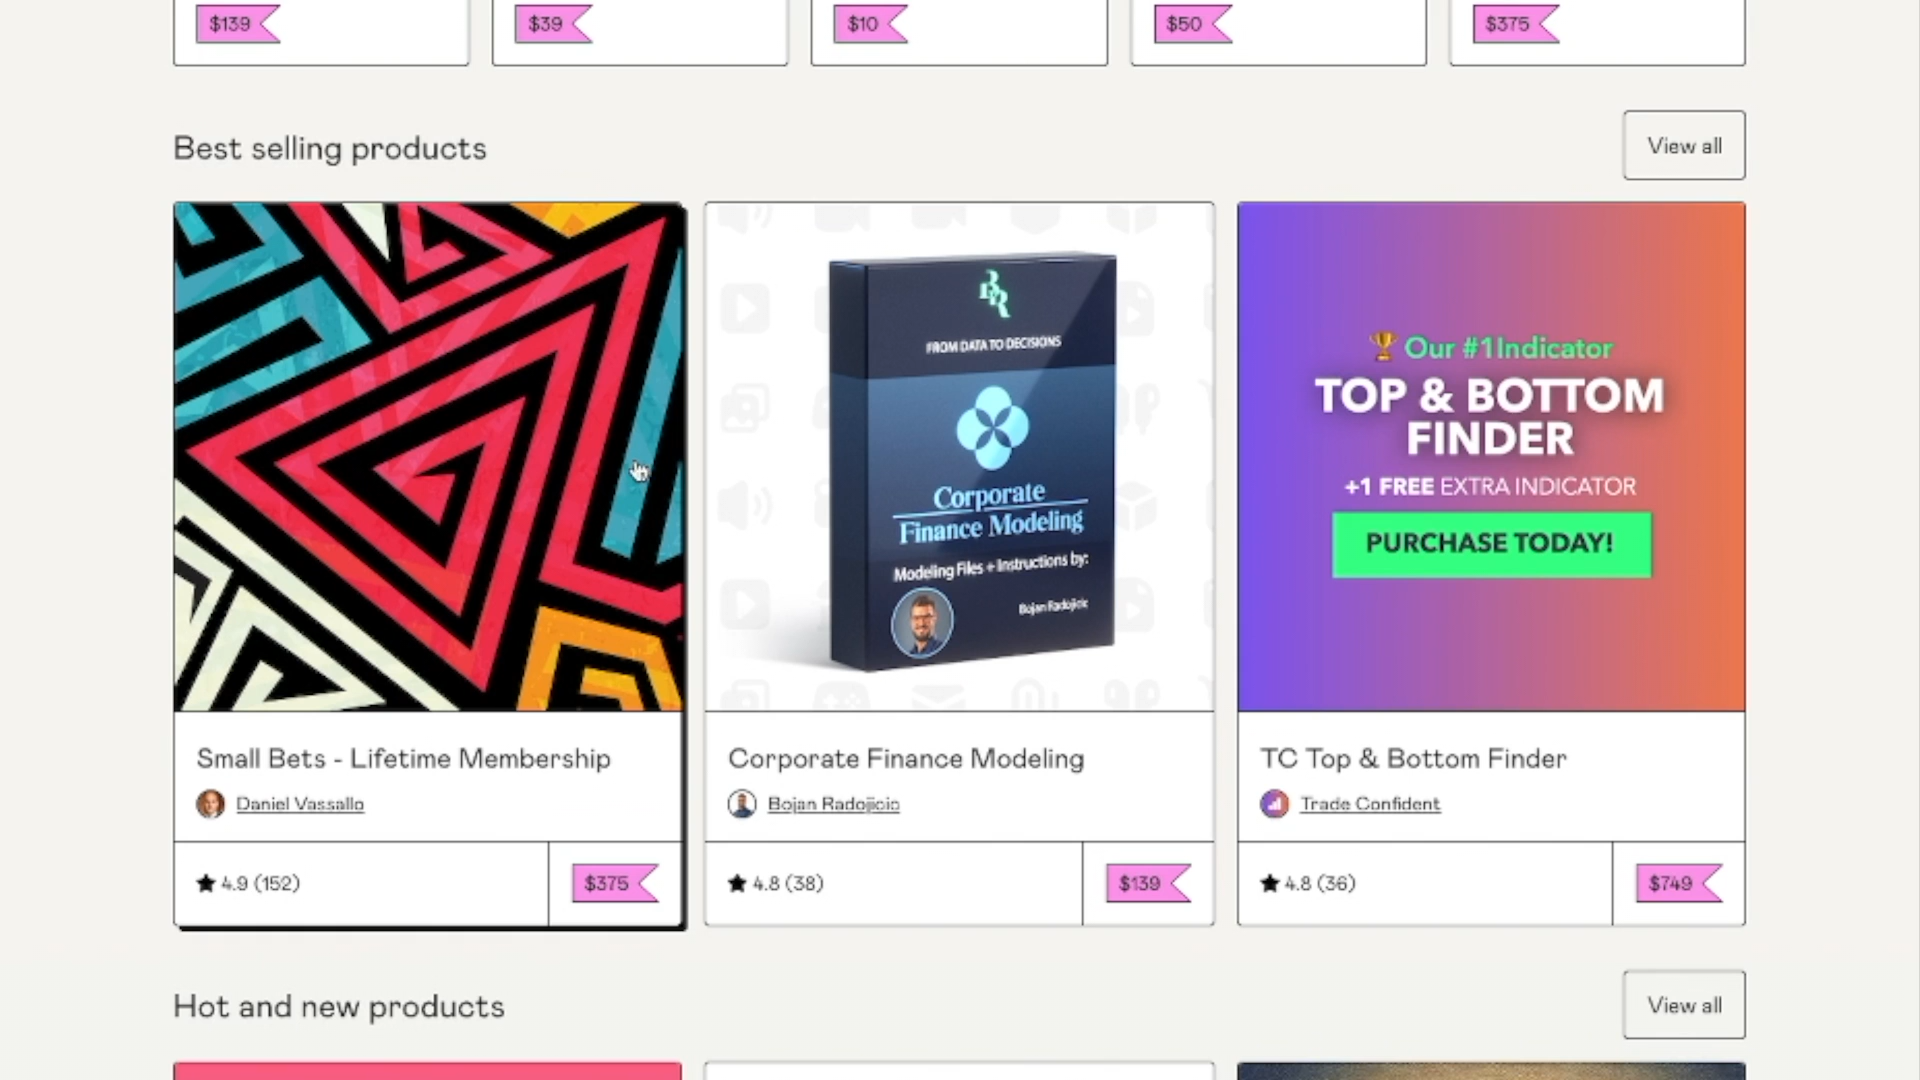 $139
$39
$10
$50
$375
Best selling products
View all
BR
FROM DATA TO DECISIONS
Corporate
Finance Modeling
Modeling Files + Instructions by:
Bojan Radojicic
Our #1 Indicator
TOP & BOTTOM
FINDER
+1 FREE EXTRA INDICATOR
PURCHASE TODAY!
Small Bets - Lifetime Membership
Daniel Vassallo
4.9 (152)
$375
Corporate Finance Modeling
Bojan Radojicic
4.8 (38)
$139
TC Top & Bottom Finder
Trade Confident
4.8 (36)
$749
Hot and new products
View all